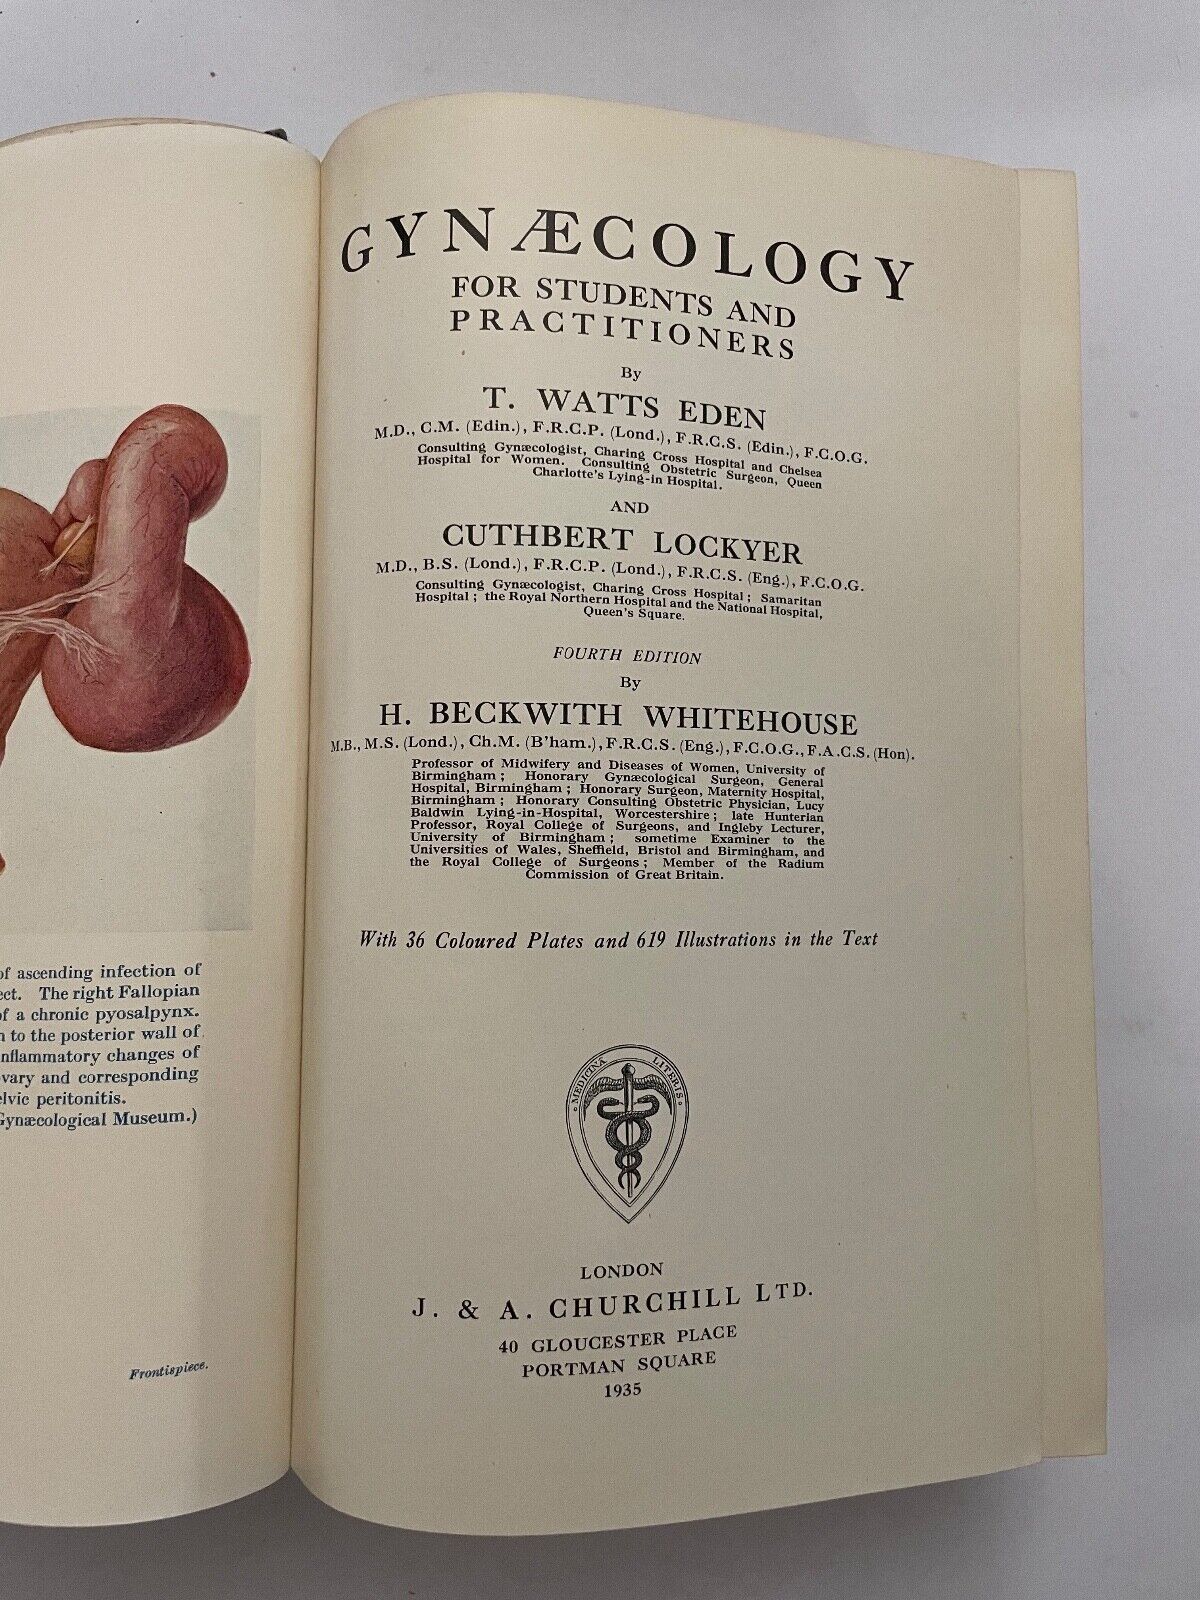 of ascending infection of
ect. The right Fallopian
of a chronic pyosalpynx.
n to the posterior wall of
inflammatory changes of
vary and corresponding
elvic peritonitis.
Gynæcological Museum.)
Frontispiece.
GYNÆCOLOGY
FOR STUDENTS AND
PRACTITIONERS
By
T. WATTS EDEN
M.D., C.M. (Edin.), F.R.C.P. (Lond.), F.R.C.S. (Edin.), F.C.O.G.
Consulting Gynæcologist, Charing Cross Hospital and Chelsea
Hospital for Women. Consulting Obstetric Surgeon, Queen
Charlotte's Lying-in Hospital.
AND
CUTHBERT LOCKYER
M.D., B.S. (Lond.), F.R.C.P. (Lond.), F.R.C.S. (Eng.), F.C.O.G.
Consulting Gynæcologist, Charing Cross Hospital; Samaritan
Hospital; the Royal Northern Hospital and the National Hospital,
Queen's Square.
FOURTH EDITION
By
H. BECKWITH WHITEHOUSE
M.B., M.S. (Lond.), Ch.M. (B'ham.), F.R.C.S. (Eng.), F.C.O.G., F.A.C.S. (Hon).
Professor of Midwifery and Diseases of Women, University of
Birmingham; Honorary Gynæcological Surgeon, General
Hospital, Birmingham; Honorary Surgeon, Maternity Hospital,
Birmingham; Honorary Consulting Obstetric Physician, Lucy
Baldwin Lying-in-Hospital, Worcestershire; late Hunterian
Professor, Royal College of Surgeons, and Ingleby Lecturer,
University of Birmingham; sometime Examiner to the
Universities of Wales, Sheffield, Bristol and Birmingham, and
the Royal College of Surgeons; Member of the Radium
Commission of Great Britain.
With 36 Coloured Plates and 619 Illustrations in the Text
MEDICINA LITERIS
LONDON
J. & A. CHURCHILL LTD.
40 GLOUCESTER PLACE
PORTMAN SQUARE
1935